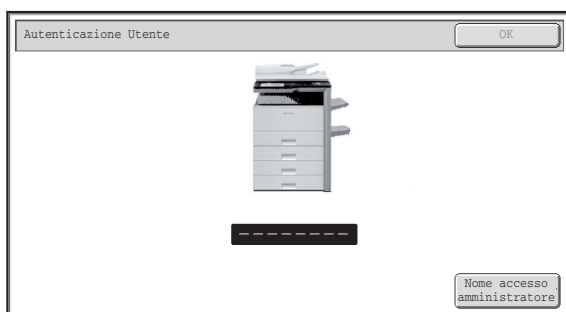 Autenticazione Utente
OK
--------
Nome accesso
amministratore